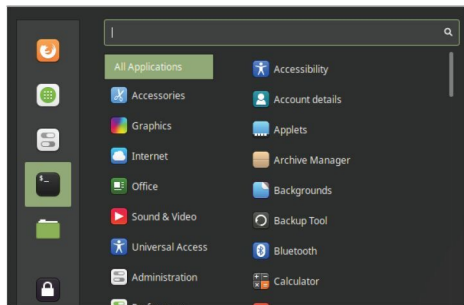 All Applications
Accessories
Graphics
Internet
Office
Sound & Video
Universal Access
Administration
Accessibility
Account details
Applets
Archive Manager
Backgrounds
Backup Tool
Bluetooth
Calculator